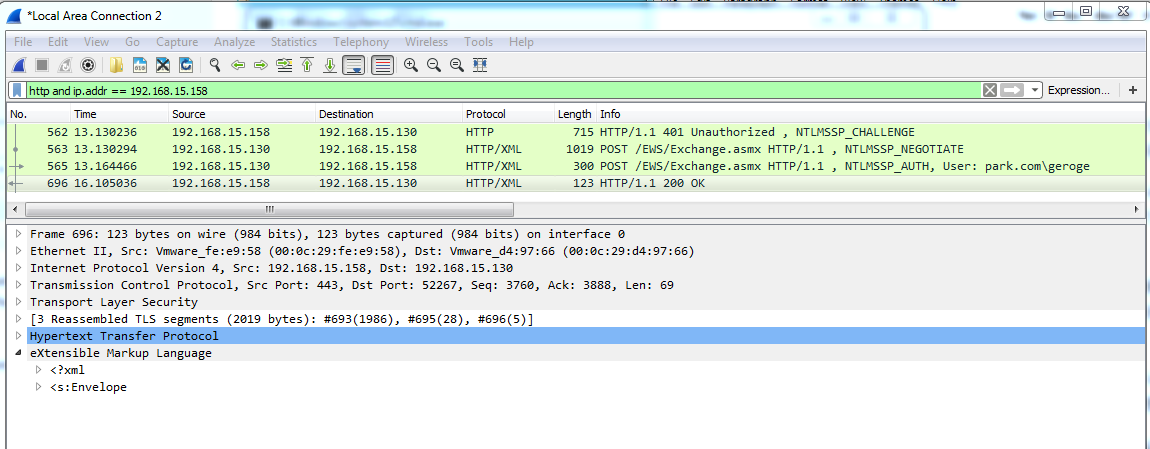 *Local Area Connection 2
File Edit View Go Capture Analyze Statistics Telephony Wireless Tools Help
http and ip.addr == 192.168.15.158 Expression... +
No. Time Source Destination Protocol Length Info
562 13.130236 192.168.15.158 192.168.15.130 HTTP 715 HTTP/1.1 401 Unauthorized , NTLMSSP_CHALLENGE
563 13.130294 192.168.15.130 192.168.15.158 HTTP/XML 1019 POST /EWS/Exchange.asmx HTTP/1.1 , NTLMSSP_NEGOTIATE
565 13.164466 192.168.15.130 192.168.15.158 HTTP/XML 300 POST /EWS/Exchange.asmx HTTP/1.1 , NTLMSSP_AUTH, User: park.com\geroge
696 16.105036 192.168.15.158 192.168.15.130 HTTP/XML 123 HTTP/1.1 200 OK
Frame 696: 123 bytes on wire (984 bits), 123 bytes captured (984 bits) on interface 0
Ethernet II, Src: Vmware_fe:e9:58 (00:0c:29:fe:e9:58), Dst: Vmware_d4:97:66 (00:0c:29:d4:97:66)
Internet Protocol Version 4, Src: 192.168.15.158, Dst: 192.168.15.130
Transmission Control Protocol, Src Port: 443, Dst Port: 52267, Seq: 3760, Ack: 3888, Len: 69
Transport Layer Security
[3 Reassembled TLS segments (2019 bytes): #693(1986), #695(28), #696(5)]
Hypertext Transfer Protocol
eXtensible Markup Language
<?xml
<s:Envelope